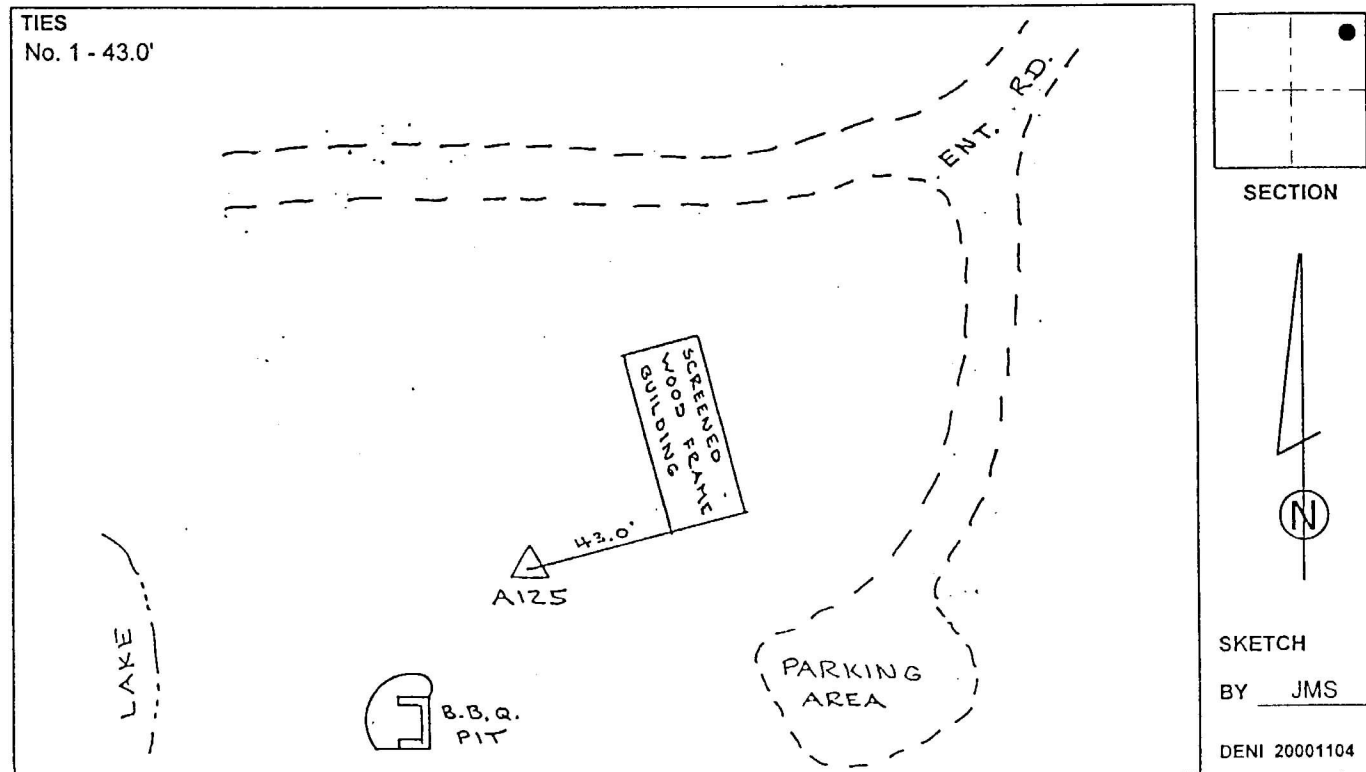 TIES
No. 1 - 43.0'
ENT. RD.
SECTION
SCREENED
WOOD FRAME
BUILDING
43.0'
A125
N
LAKE
B.B.Q.
PIT
PARKING
AREA
SKETCH
BY JMS
DENI 20001104